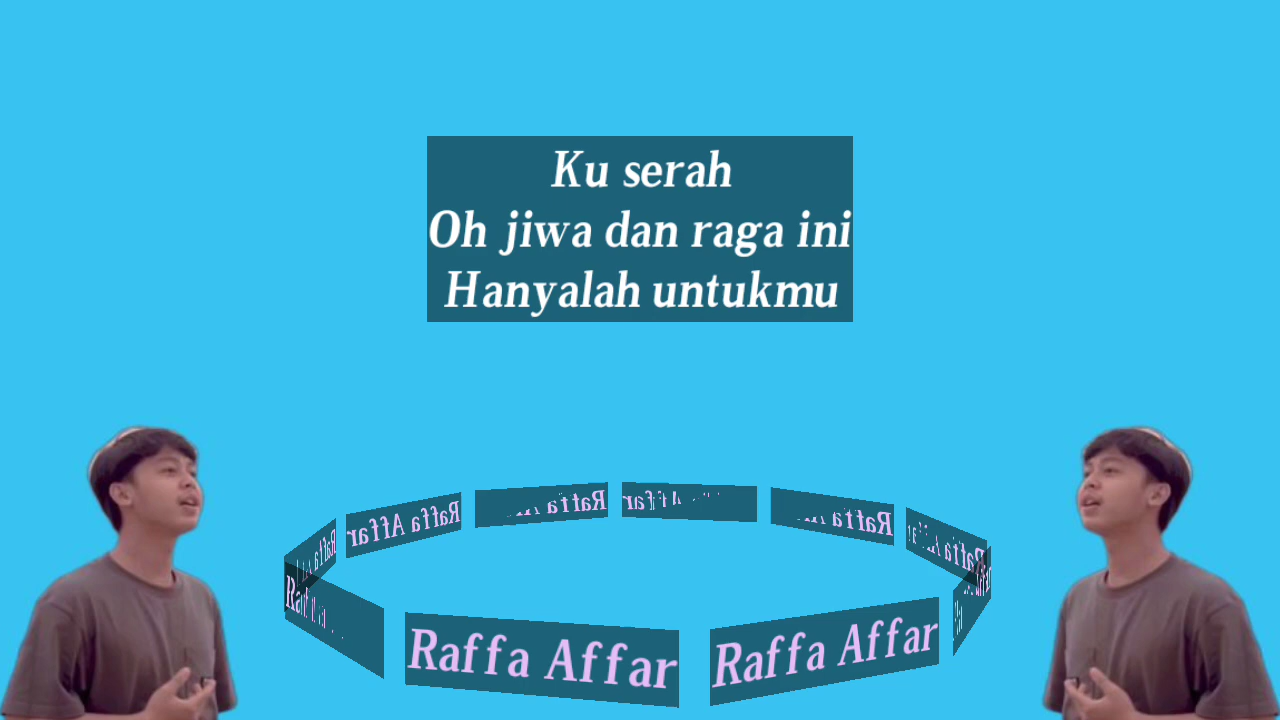 Ku serah
Oh jiwa dan raga ini
Hanyalah untukmu
Raffa Affar
Raffa Affar
Raffa Affar